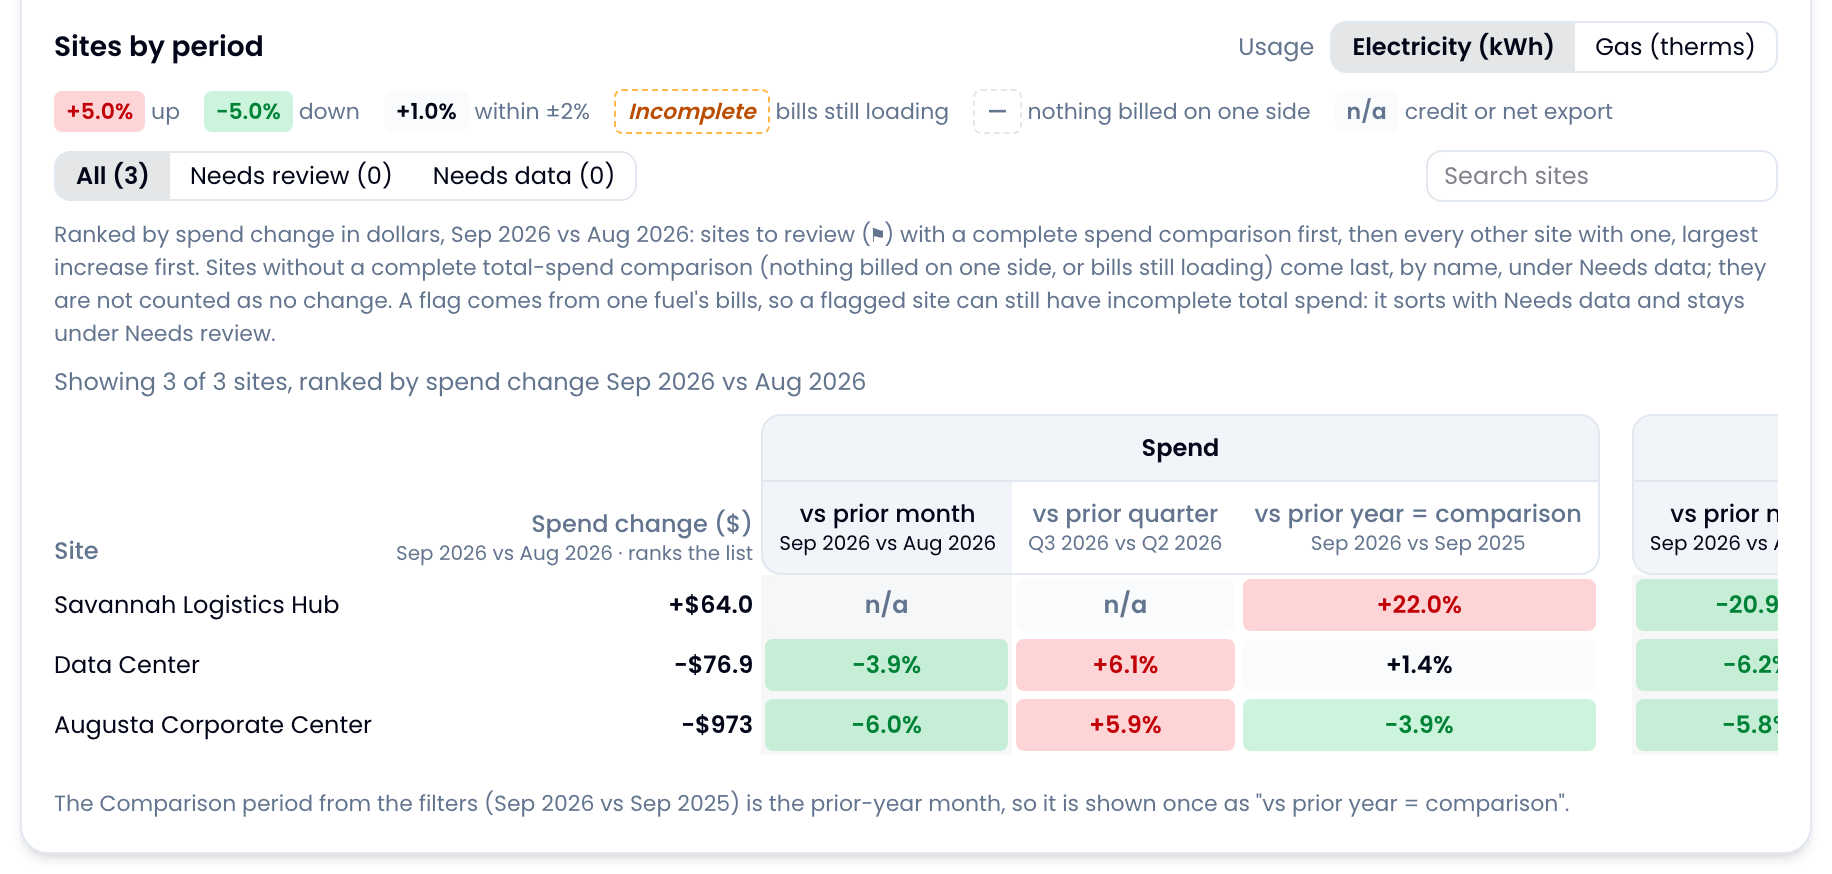 Sites by period
Usage Electricity (kWh) Gas (therms)
+5.0% up -5.0% down +1.0% within ±2% Incomplete bills still loading — nothing billed on one side n/a credit or net export
All (3) Needs review (0) Needs data (0) Search sites
Ranked by spend change in dollars, Sep 2026 vs Aug 2026: sites to review (⚑) with a complete spend comparison first, then every other site with one, largest
increase first. Sites without a complete total-spend comparison (nothing billed on one side, or bills still loading) come last, by name, under Needs data; they
are not counted as no change. A flag comes from one fuel's bills, so a flagged site can still have incomplete total spend: it sorts with Needs data and stays
under Needs review.
Showing 3 of 3 sites, ranked by spend change Sep 2026 vs Aug 2026
Spend
Site
Spend change ($)
Sep 2026 vs Aug 2026 · ranks the list
vs prior month
Sep 2026 vs Aug 2026
vs prior quarter
Q3 2026 vs Q2 2026
vs prior year = comparison
Sep 2026 vs Sep 2025
vs prior
Sep 2026 vs
Savannah Logistics Hub +$64.0 n/a n/a +22.0% -20.9
Data Center -$76.9 -3.9% +6.1% +1.4% -6.2%
Augusta Corporate Center -$973 -6.0% +5.9% -3.9% -5.8%
The Comparison period from the filters (Sep 2026 vs Sep 2025) is the prior-year month, so it is shown once as "vs prior year = comparison".